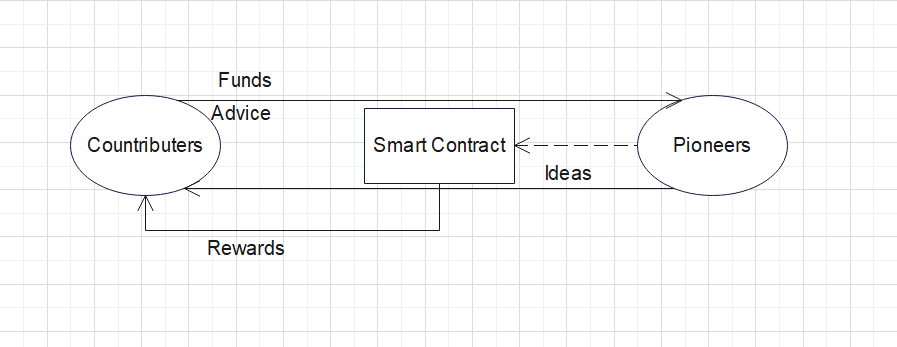 Funds
Advice
Countributers
Smart Contract
Pioneers
Ideas
Rewards